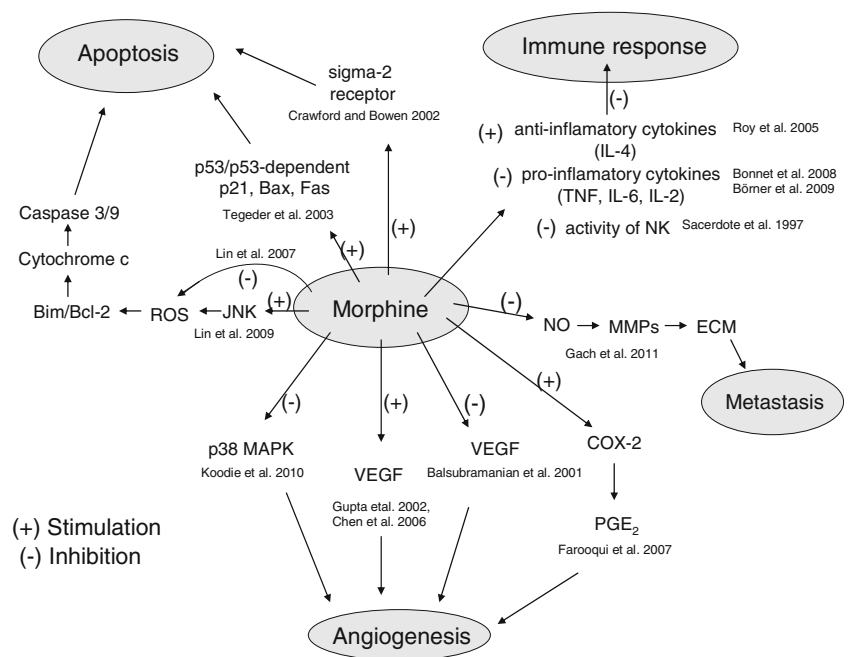 Apoptosis
Immune response
sigma-2
receptor
Crawford and Bowen 2002
(-)
(+) anti-inflamatory cytokines Roy et al. 2005
(IL-4)
(-) pro-inflamatory cytokines Bonnet et al. 2008
(TNF, IL-6, IL-2) Börner et al. 2009
(-) activity of NK Sacerdote et al. 1997
p53/p53-dependent
p21, Bax, Fas
Tegeder et al. 2003
(+)
(+)
Caspase 3/9
Cytochrome c
Bim/Bcl-2
Lin et al. 2007
(-)
ROS
JNK
(+)
Lin et al. 2009
Morphine
(-)
NO
MMPs
ECM
Gach et al. 2011
Metastasis
(-)
(+)
(-)
(+)
p38 MAPK
Koodie et al. 2010
VEGF
Gupta etal. 2002,
Chen et al. 2006
VEGF
Balsubramanian et al. 2001
COX-2
PGE2
Farooqui et al. 2007
(+) Stimulation
(-) Inhibition
Angiogenesis